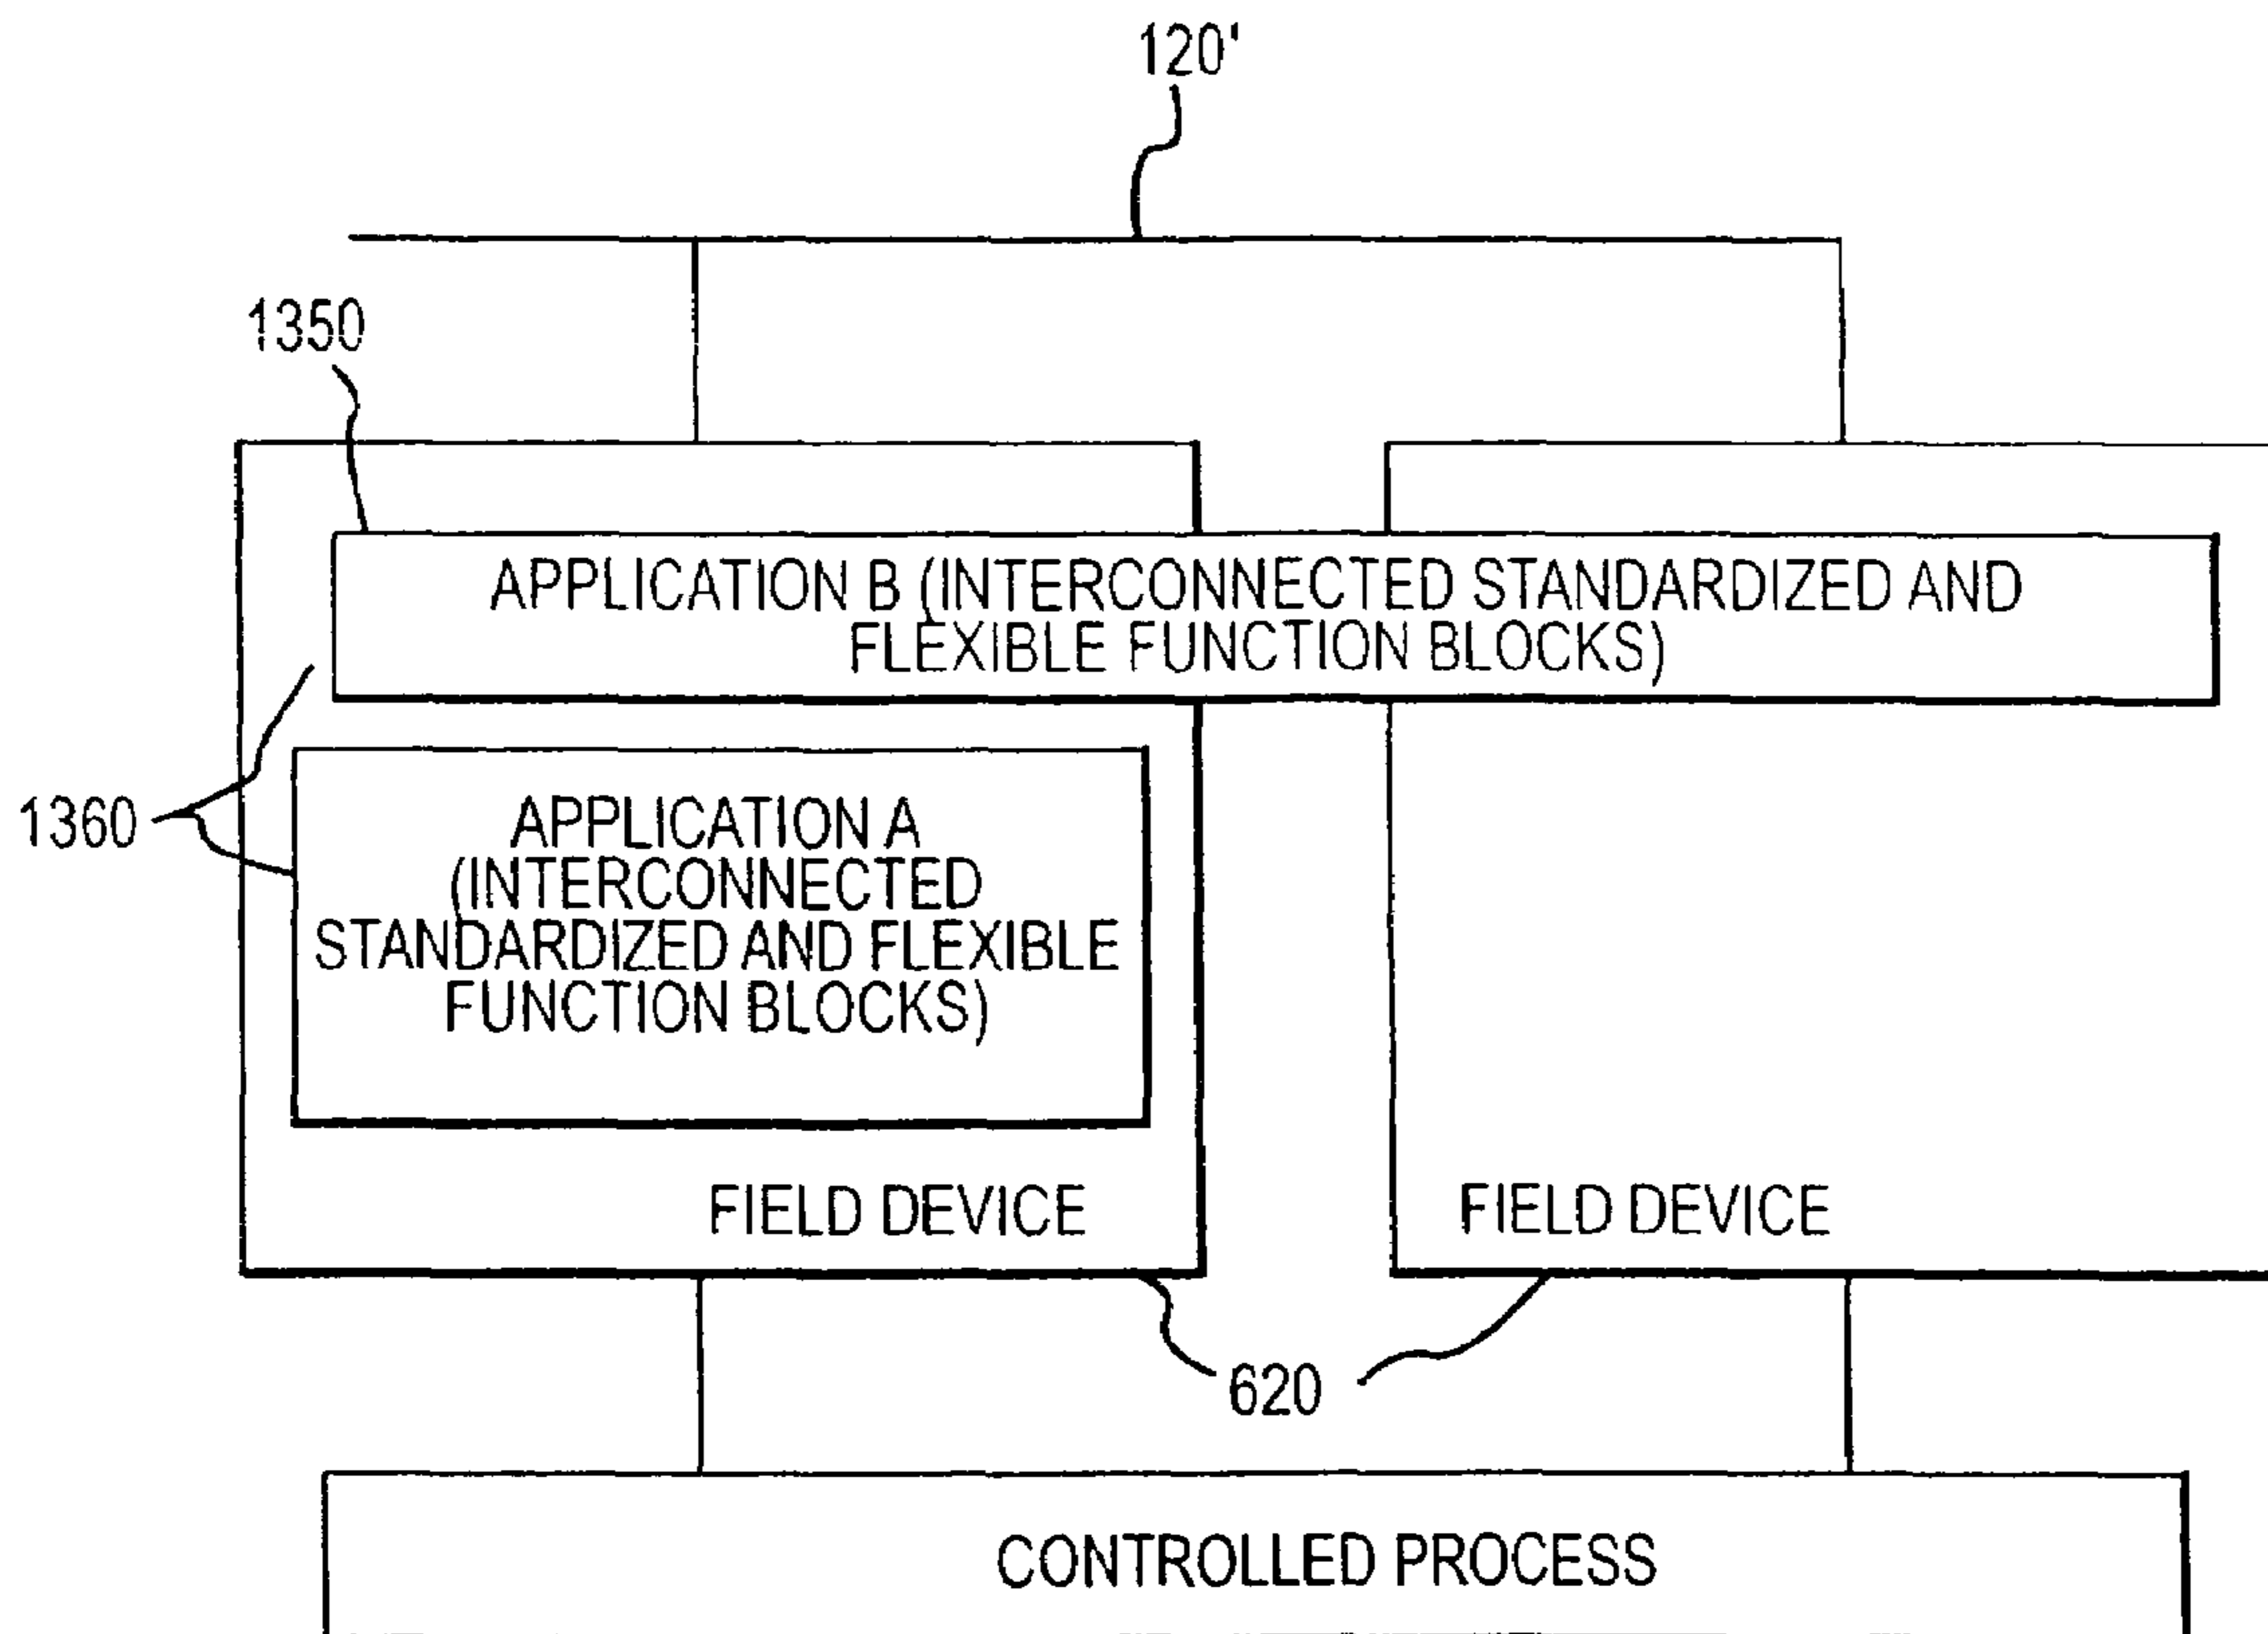 120'
1350
APPLICATION B (INTERCONNECTED STANDARDIZED AND
FLEXIBLE FUNCTION BLOCKS)
1360
APPLICATION A
(INTERCONNECTED
STANDARDIZED AND FLEXIBLE
FUNCTION BLOCKS)
FIELD DEVICE
FIELD DEVICE
620
CONTROLLED PROCESS